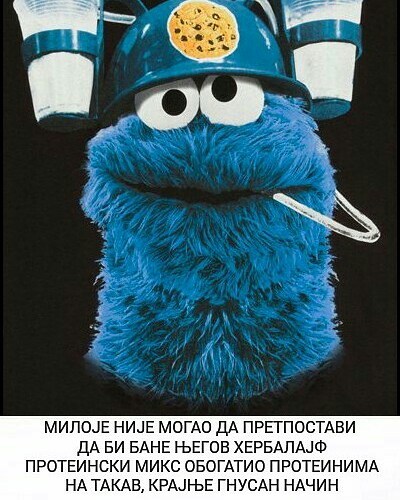 МИЛОЈЕ НИЈЕ МОГАО ДА ПРЕТПОСТАВИ
ДА БИ БАНЕ ЊЕГОВ ХЕРБАЛАЈФ
ПРОТЕИНСКИ МИКС ОБОГАТИО ПРОТЕИНИМА
НА ТАКАВ, КРАЈЊЕ ГНУСАН НАЧИН